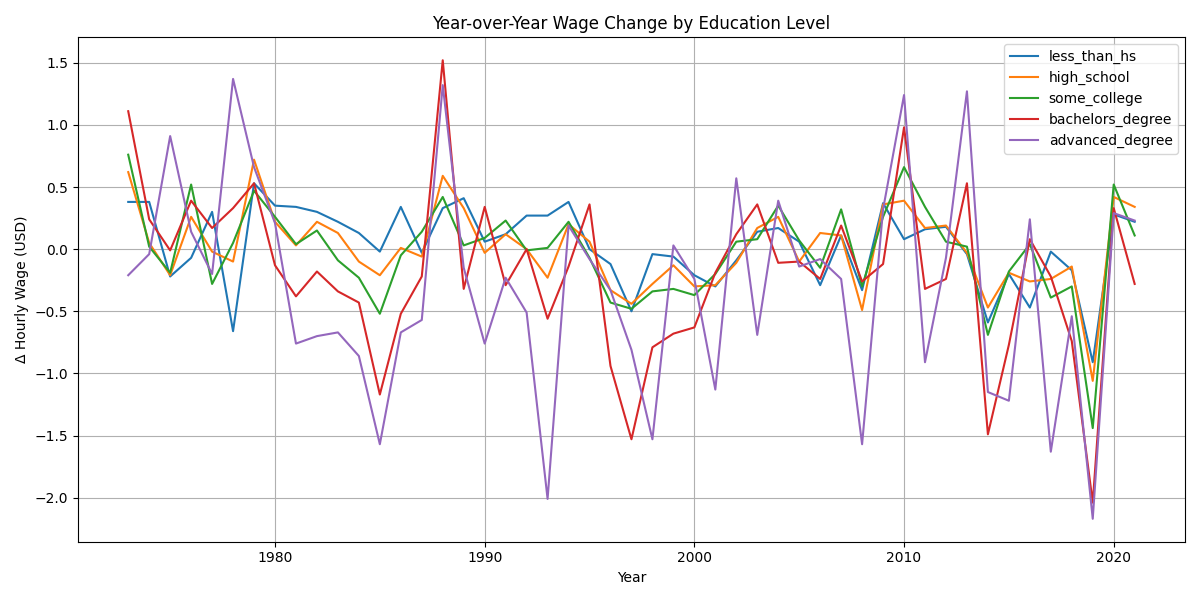 Year-over-Year Wage Change by Education Level
less_than_hs
high_school
some_college
bachelors_degree
advanced_degree
Δ Hourly Wage (USD)
1.5
1.0
0.5
0.0
−0.5
−1.0
−1.5
−2.0
1980
1990
2000
2010
2020
Year